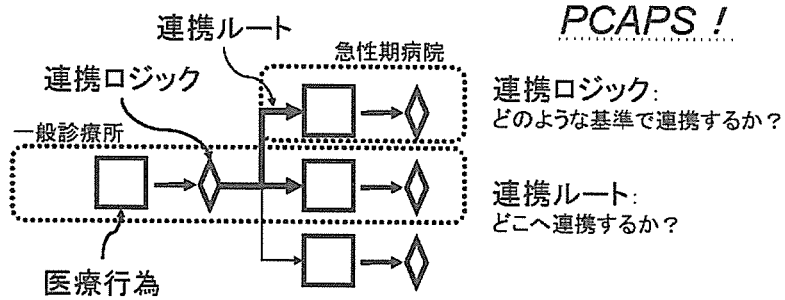 PCAPS !
連携ルート
急性期病院
連携ロジック
一般診療所
医療行為
連携ロジック:
どのような基準で連携するか?
連携ルート:
どこへ連携するか?